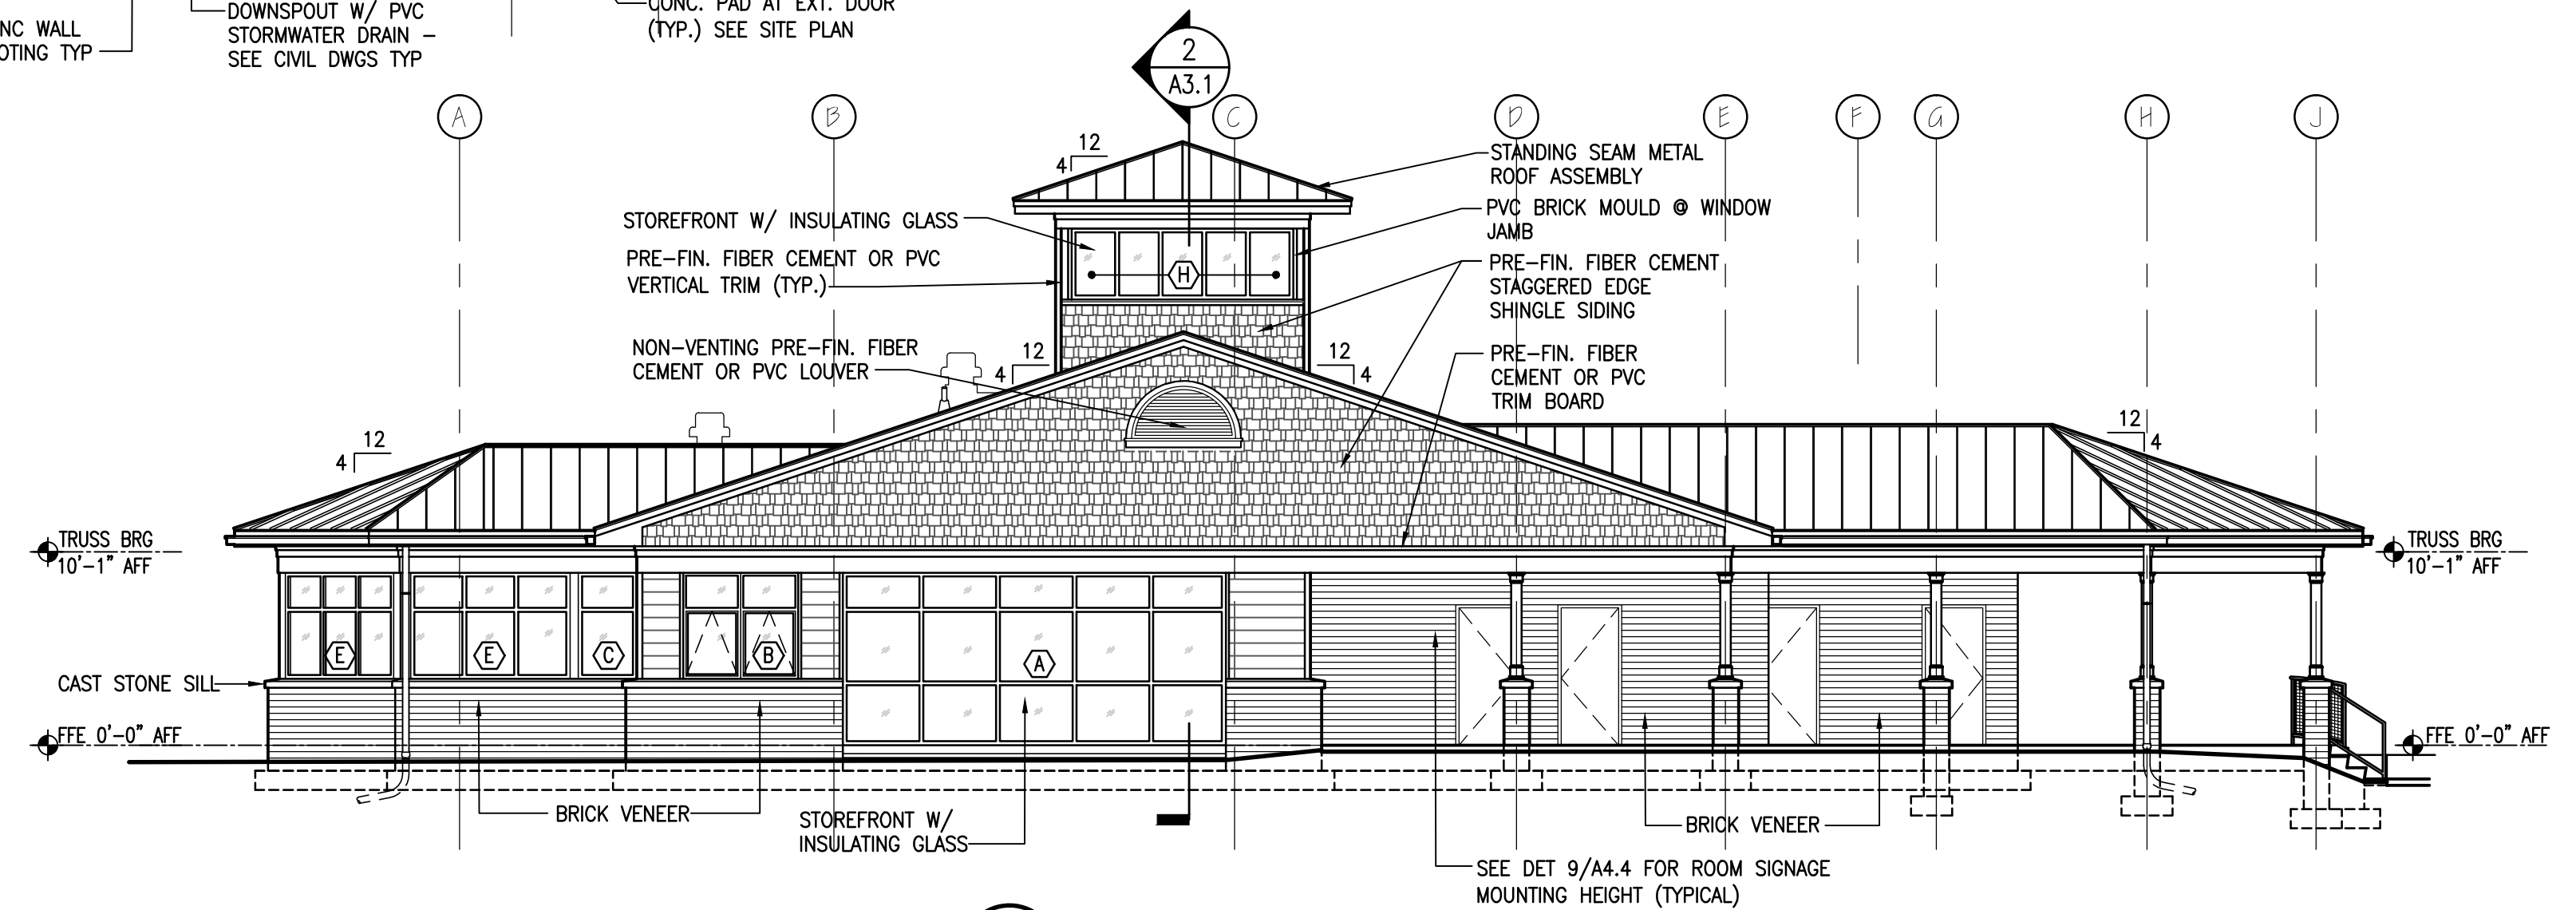 NC WALL
OTING TYP
DOWNSPOUT W/ PVC
STORMWATER DRAIN –
SEE CIVIL DWGS TYP
CONC. PAD AT EXT. DOOR
(TYP.) SEE SITE PLAN
2
A3.1
A
B
C
D
E
F
G
H
J
12
4
STANDING SEAM METAL
ROOF ASSEMBLY
STOREFRONT W/ INSULATING GLASS
PVC BRICK MOULD @ WINDOW
JAMB
PRE-FIN. FIBER CEMENT OR PVC
VERTICAL TRIM (TYP.)
H
PRE-FIN. FIBER CEMENT
STAGGERED EDGE
SHINGLE SIDING
NON-VENTING PRE-FIN. FIBER
CEMENT OR PVC LOUVER
12
4
12
4
PRE-FIN. FIBER
CEMENT OR PVC
TRIM BOARD
12
4
12
4
TRUSS BRG
10'-1" AFF
TRUSS BRG
10'-1" AFF
E
E
C
B
A
CAST STONE SILL
FFE 0'-0" AFF
FFE 0'-0" AFF
BRICK VENEER
STOREFRONT W/
INSULATING GLASS
BRICK VENEER
SEE DET 9/A4.4 FOR ROOM SIGNAGE
MOUNTING HEIGHT (TYPICAL)